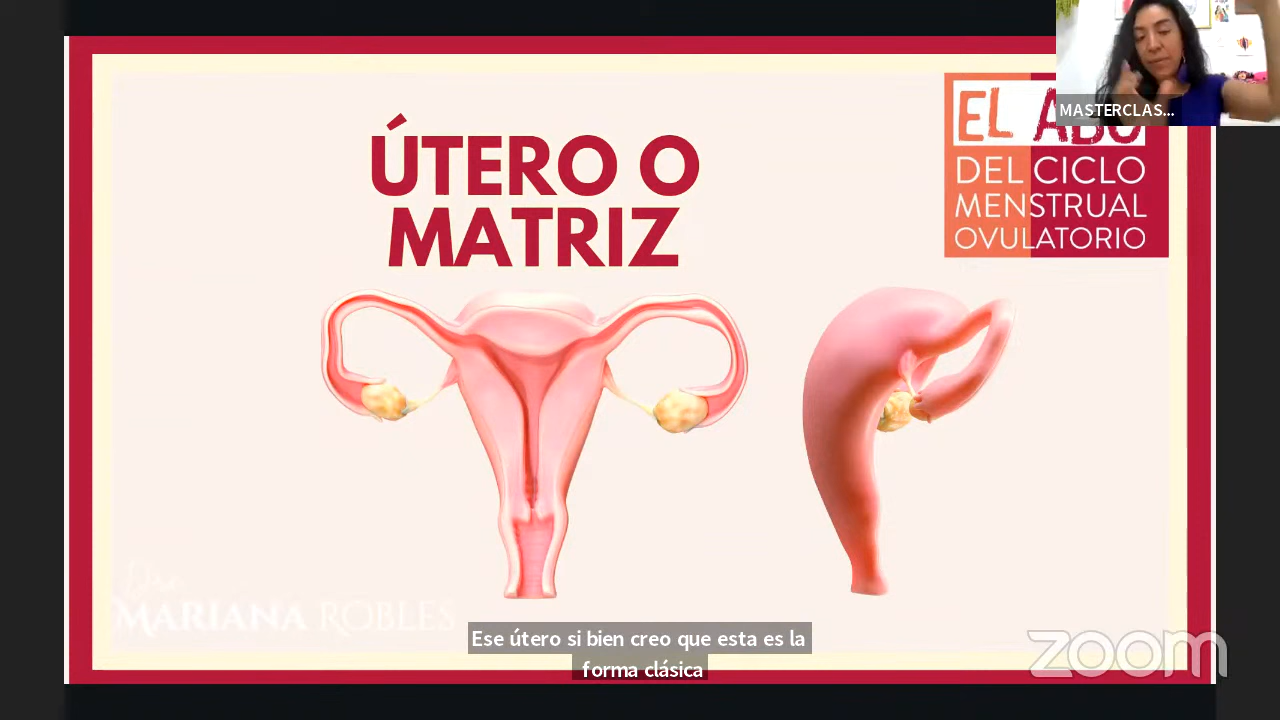 MASTERCLAS...
EL ABC
DEL CICLO
MENSTRUAL
OVULATORIO
ÚTERO O
MATRIZ
Dra.
MARIANA ROBLES
Ese útero si bien creo que esta es la
forma clásica
zoom